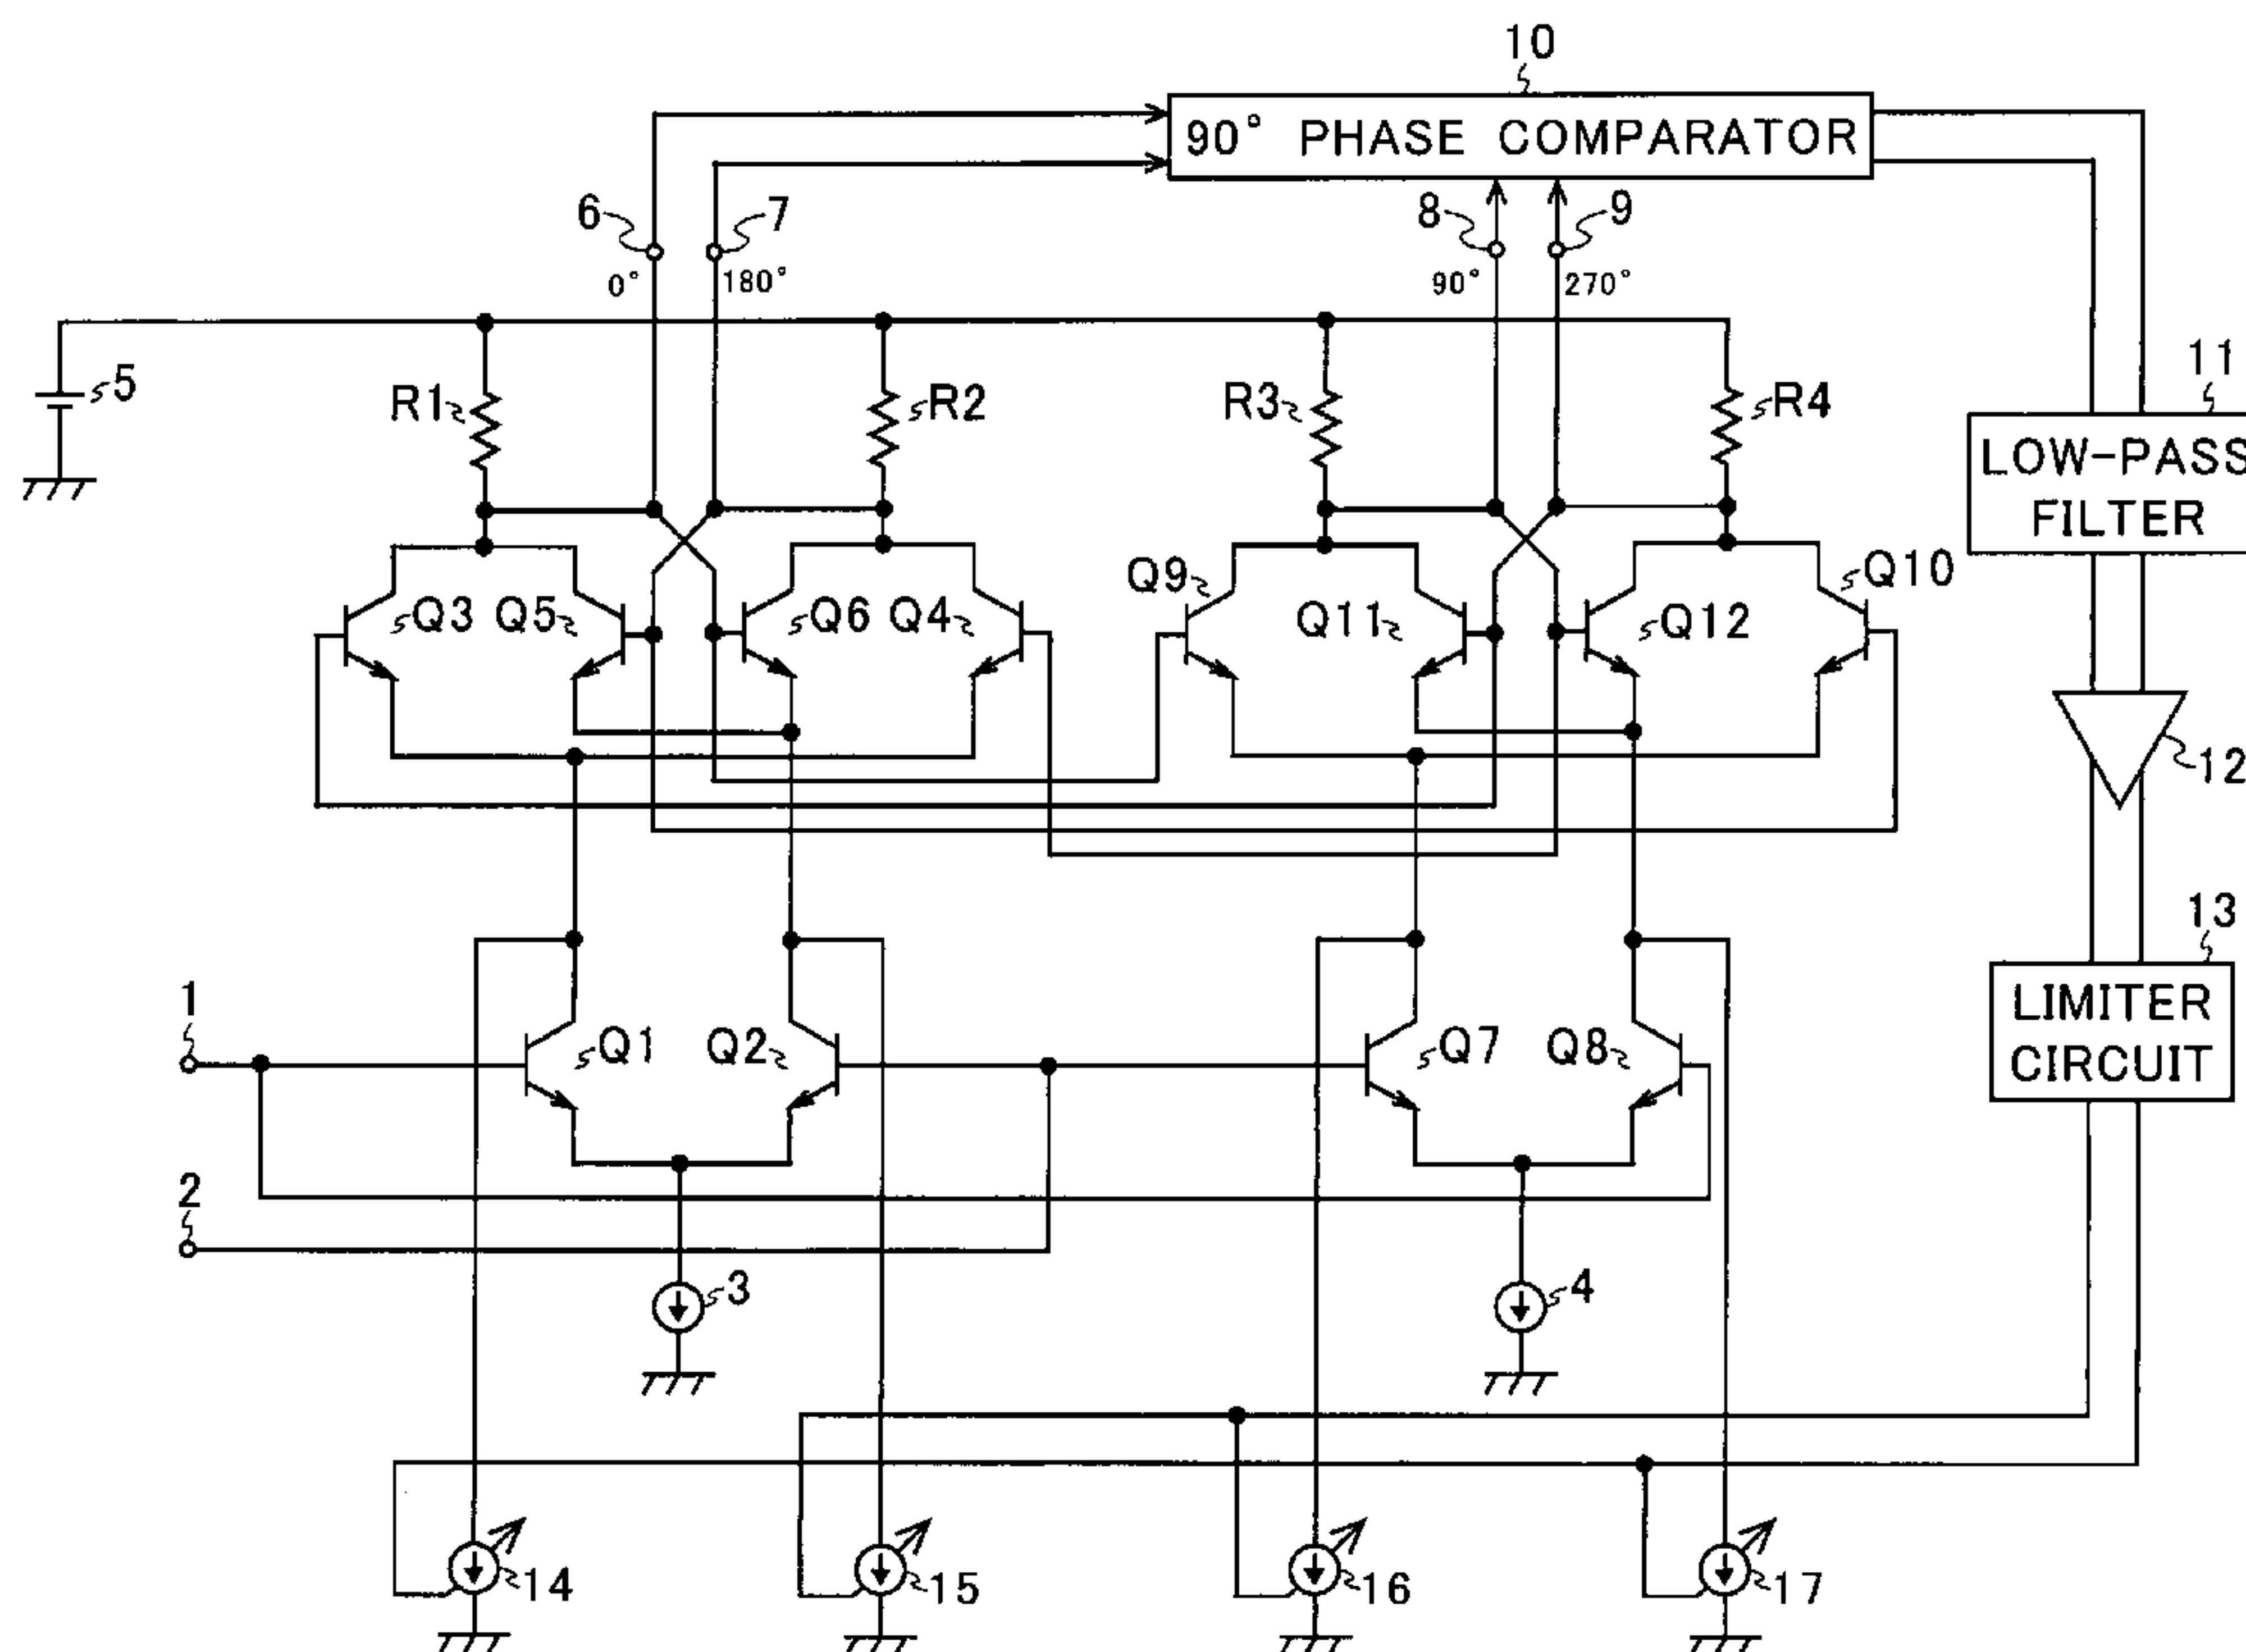 10
90° PHASE COMPARATOR
6
7
8
9
0°
180°
90°
270°
5
R1
R2
R3
R4
11
LOW-PASS
FILTER
Q3
Q5
Q6
Q4
Q9
Q11
Q12
Q10
12
13
LIMITER
CIRCUIT
1
Q1
Q2
Q7
Q8
2
3
4
14
15
16
17